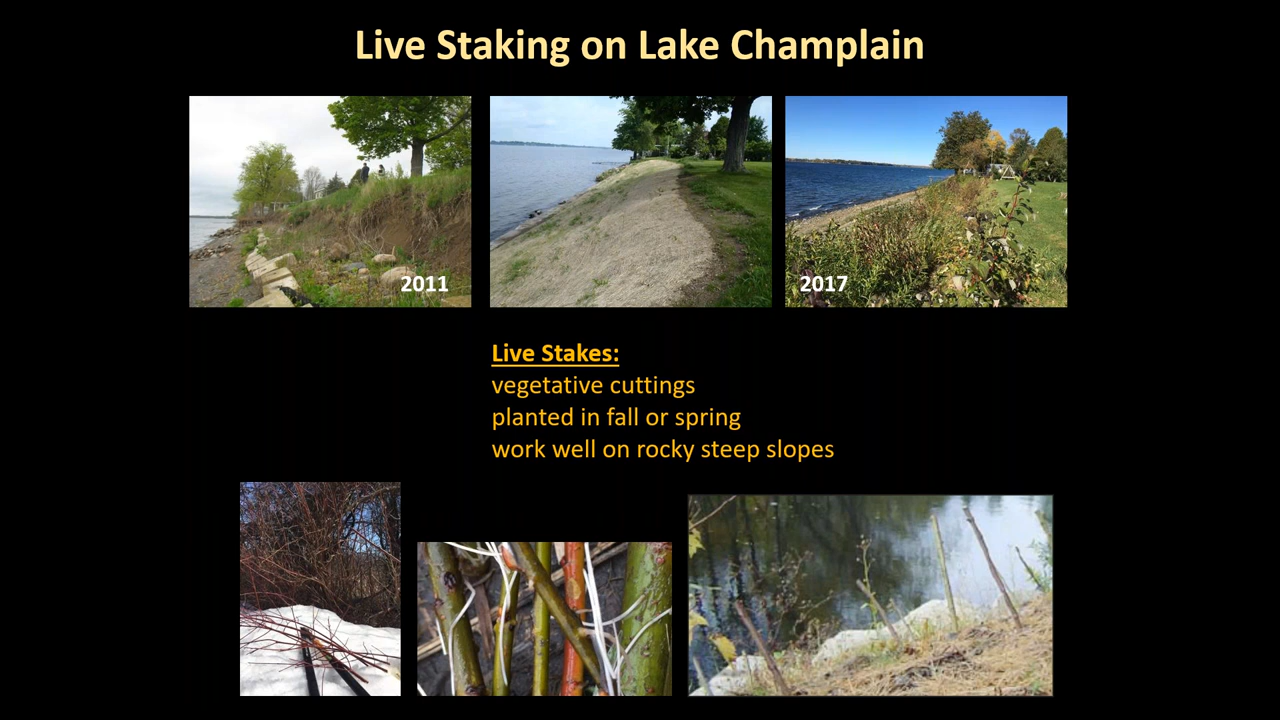 Live Staking on Lake Champlain
2011
2017
Live Stakes:
vegetative cuttings
planted in fall or spring
work well on rocky steep slopes